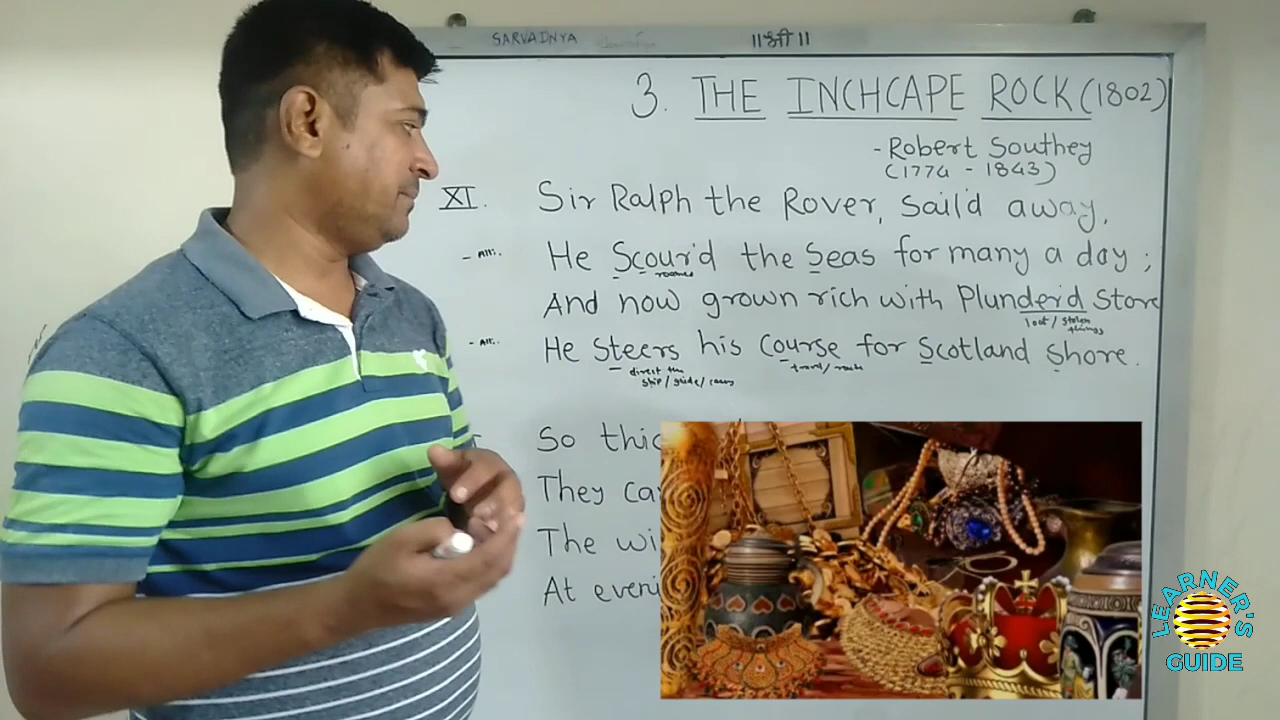 SARVADNYA
॥श्री॥
3. THE INCHCAPE ROCK (1802)
- Robert Southey
(1774 - 1843)
XI. Sir Ralph the Rover, Sail'd away,
- Alli. He Scour'd the Seas for many a day ;
roamed
And now grown rich with Plunder'd Store
loot / stolen things
- Alli. He Steers his Course for Scotland Shore.
direct the ship / guide /
travel / route
So thic
They ca
The wi
At eveni
LEARNER'S
GUIDE